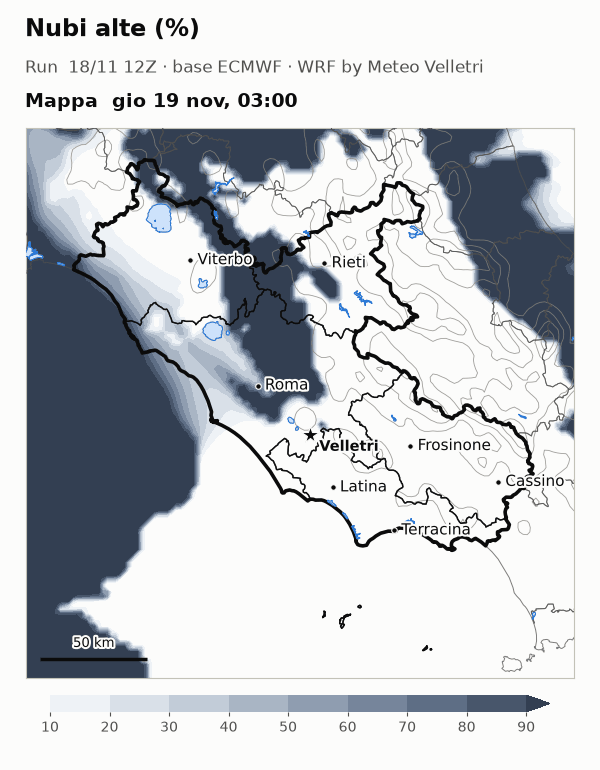 Nubi alte (%)
Run  18/11 12Z · base ECMWF · WRF by Meteo Velletri
Mappa  gio 19 nov, 03:00
Viterbo
Rieti
Roma
Velletri
Frosinone
Latina
Cassino
Terracina
50 km
10 20 30 40 50 60 70 80 90